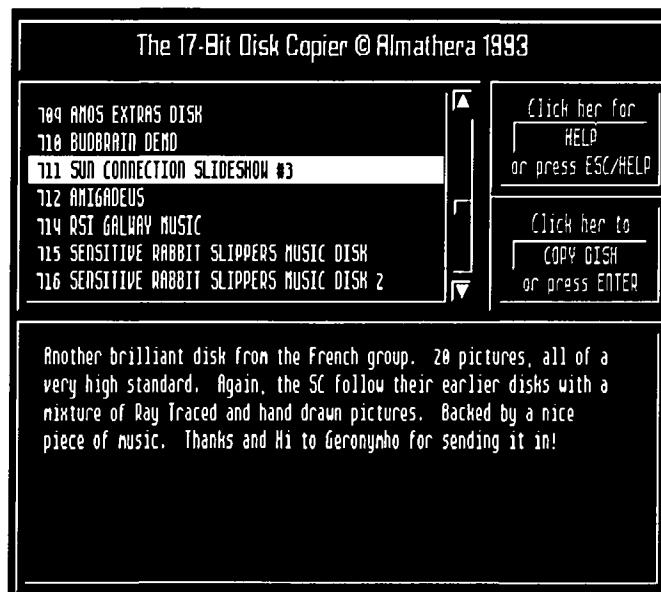 The 17-Bit Disk Copier © Almathera 1993
709 AMOS EXTRAS DISK
710 BUDBRAIN DEMO
711 SUN CONNECTION SLIDESHOW #3
712 AMIGADEUS
714 RSI GALWAY MUSIC
715 SENSITIVE RABBIT SLIPPERS MUSIC DISK
716 SENSITIVE RABBIT SLIPPERS MUSIC DISK 2
Click her for
HELP
or press ESC/HELP
Click her to
COPY DISK
or press ENTER
Another brilliant disk from the French group. 20 pictures, all of a
very high standard. Again, the SC follow their earlier disks with a
mixture of Ray Traced and hand drawn pictures. Backed by a nice
piece of music. Thanks and Hi to Geronymho for sending it in!